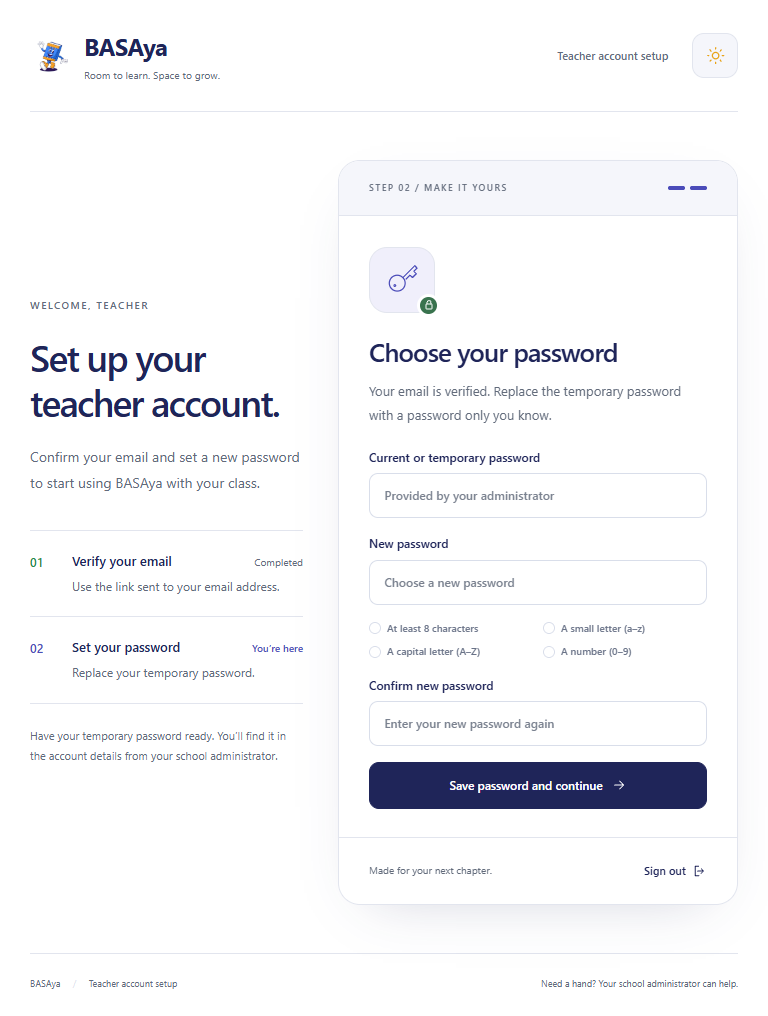 BASAya
Room to learn. Space to grow.
Teacher account setup
WELCOME, TEACHER
Set up your
teacher account.
Confirm your email and set a new password
to start using BASAya with your class.
01 Verify your email Completed
Use the link sent to your email address.
02 Set your password You're here
Replace your temporary password.
Have your temporary password ready. You'll find it in
the account details from your school administrator.
STEP 02 / MAKE IT YOURS
Choose your password
Your email is verified. Replace the temporary password
with a password only you know.
Current or temporary password
Provided by your administrator
New password
Choose a new password
At least 8 characters A small letter (a–z)
A capital letter (A–Z) A number (0–9)
Confirm new password
Enter your new password again
Save password and continue →
Made for your next chapter. Sign out
BASAya / Teacher account setup Need a hand? Your school administrator can help.